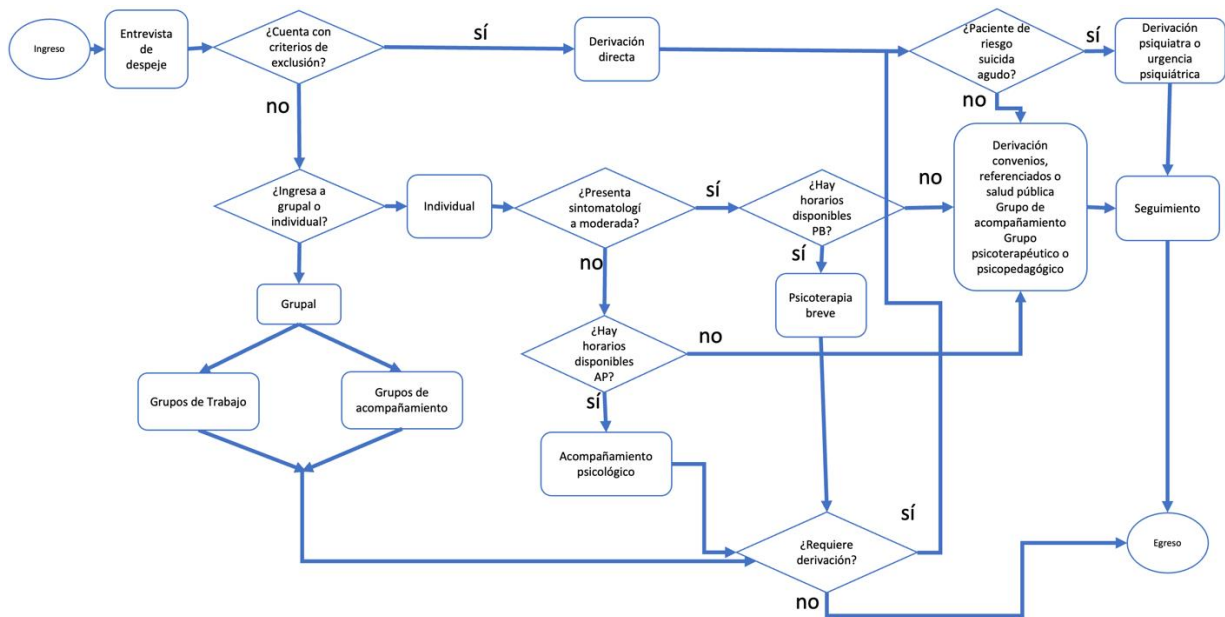 Ingreso
Entrevista
de
despeje
¿Cuenta con
criterios de
exclusión?
sí
Derivación
directa
¿Paciente de
riesgo
suicida
agudo?
sí
Derivación
psiquiatra o
urgencia
psiquiátrica
no
no
¿Ingresa a
grupal o
individual?
Individual
¿Presenta
sintomatologí
a moderada?
sí
¿Hay
horarios
disponibles
PB?
no
Derivación
convenios,
referenciados o
salud pública
Grupo de
acompañamiento
Grupo
psicoterapéutico o
psicopedagógico
Seguimiento
no
sí
Grupal
Psicoterapia
breve
¿Hay
horarios
disponibles
AP?
no
Grupos de Trabajo
Grupos de
acompañamiento
sí
Acompañamiento
psicológico
¿Requiere
derivación?
sí
no
Egreso